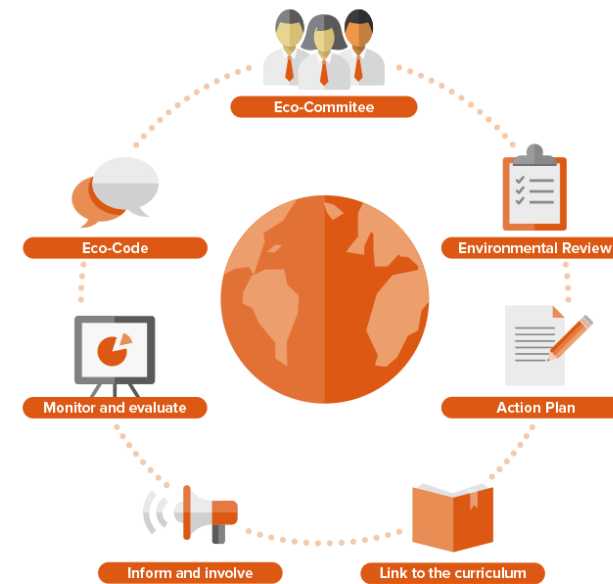 Eco-Commitee
Eco-Code
Environmental Review
Monitor and evaluate
Action Plan
Inform and involve
Link to the curriculum